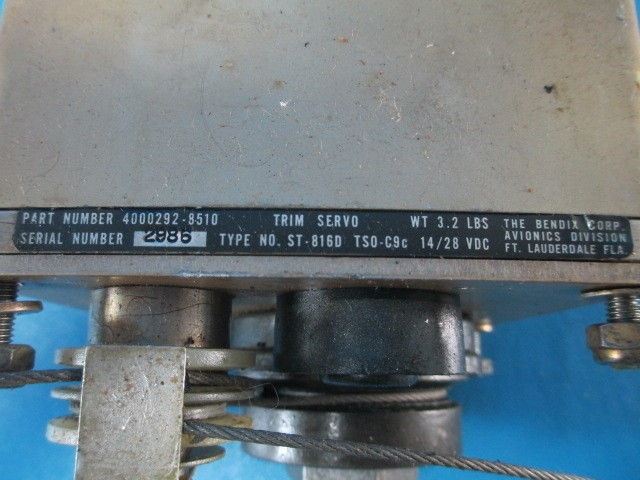 PART NUMBER 4000292-8510 TRIM SERVO WT 3.2 LBS
SERIAL NUMBER 2986 TYPE NO. ST-816D TSO-C9c 14/28 VDC
THE BENDIX CORP.
AVIONICS DIVISION
FT. LAUDERDALE FLA